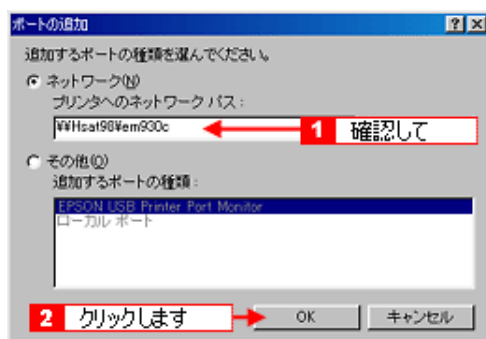 ポートの追加
追加するポートの種類を選んでください。
ネットワーク(N)
プリンタへのネットワーク パス:
¥¥Hsat98¥em930c
1 確認して
その他(O)
追加するポートの種類:
EPSON USB Printer Port Monitor
ローカル ポート
2 クリックします
OK
キャンセル